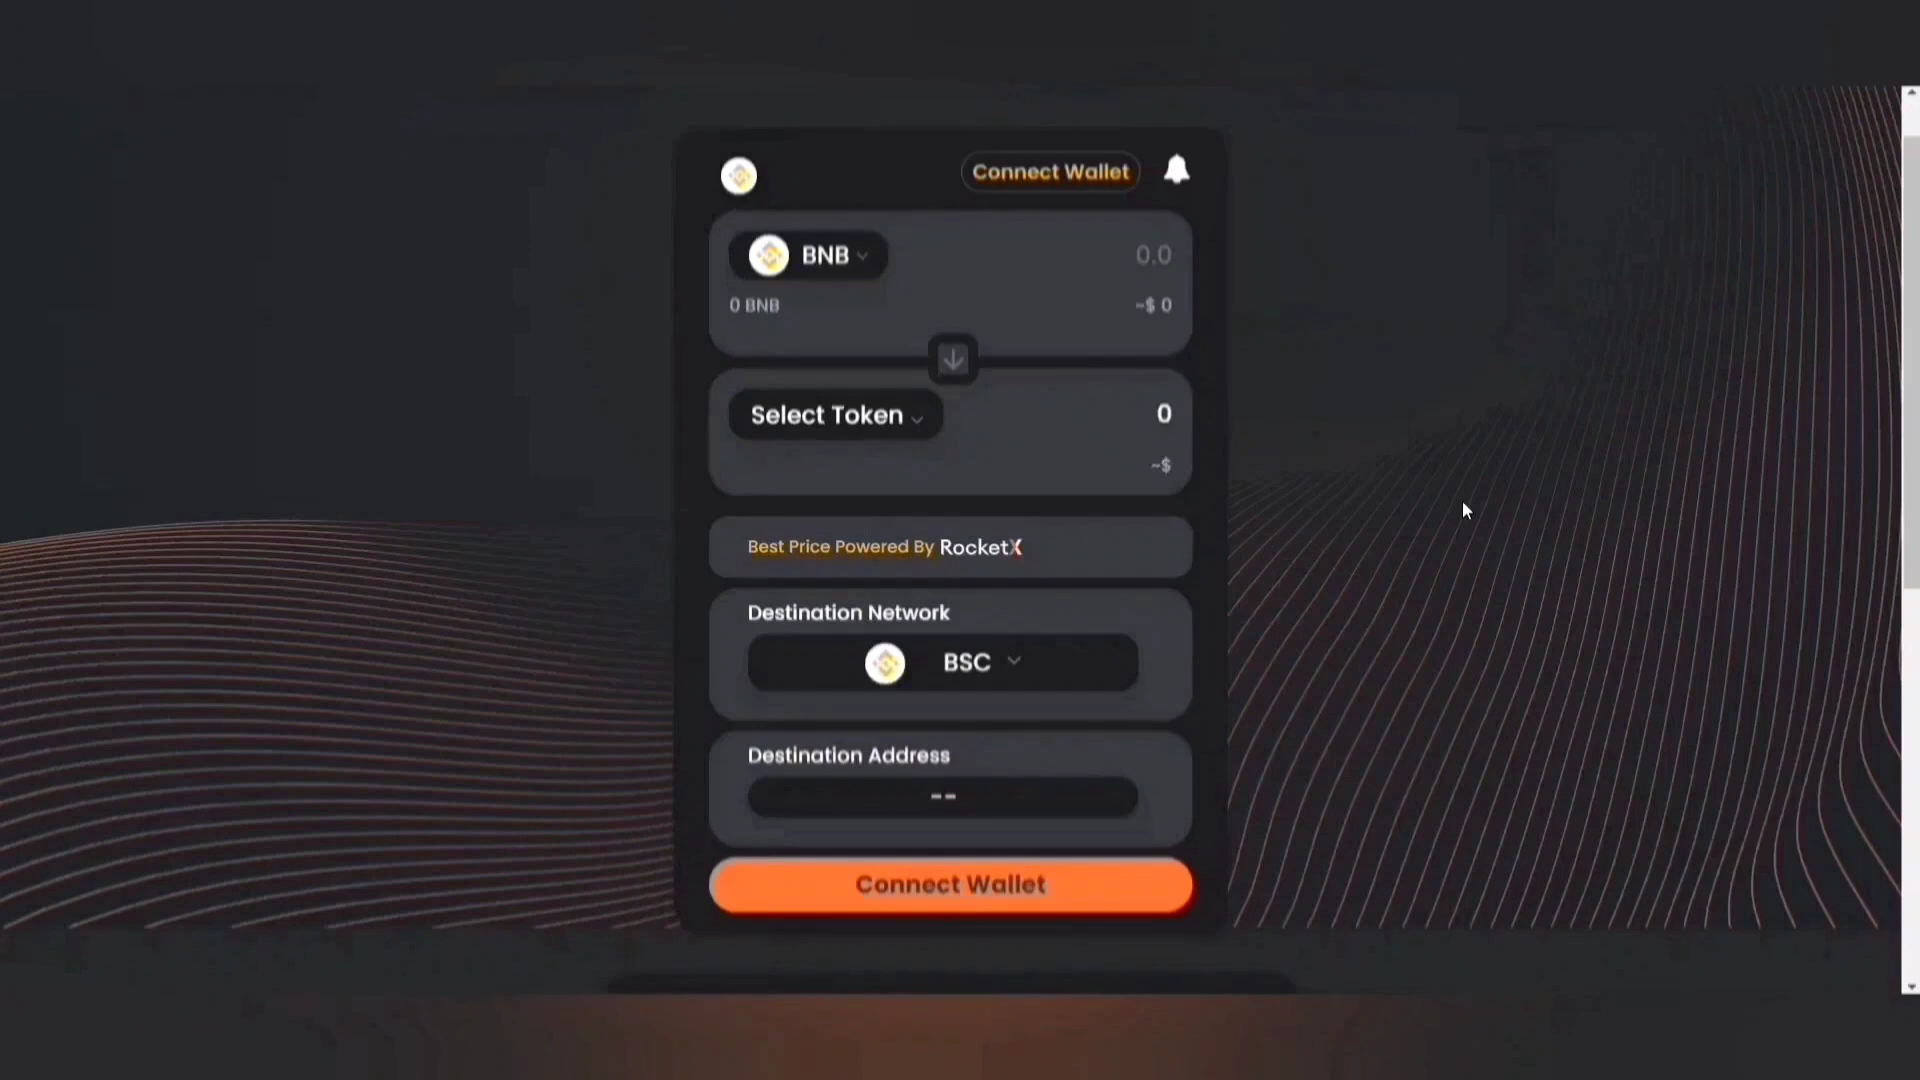 Connect Wallet
BNB 0.0
0 BNB ~$ 0
Select Token 0
~$
Best Price Powered By RocketX
Destination Network
BSC
Destination Address
--
Connect Wallet